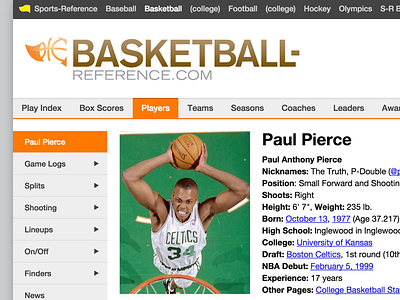 Sports-Reference Baseball Basketball (college) Football (college) Hockey Olympics S-R B
BASKETBALL-
REFERENCE.COM
Play Index Box Scores Players Teams Seasons Coaches Leaders Awa
Paul Pierce
Game Logs
Splits
Shooting
Lineups
On/Off
Finders
News
CELTICS
34
Paul Pierce
Paul Anthony Pierce
Nicknames: The Truth, P-Double (@p
Position: Small Forward and Shootin
Shoots: Right
Height: 6' 7", Weight: 235 lb.
Born: October 13, 1977 (Age 37.217)
High School: Inglewood in Inglewood
College: University of Kansas
Draft: Boston Celtics, 1st round (10th
NBA Debut: February 5, 1999
Experience: 17 years
Other Pages: College Basketball Sta